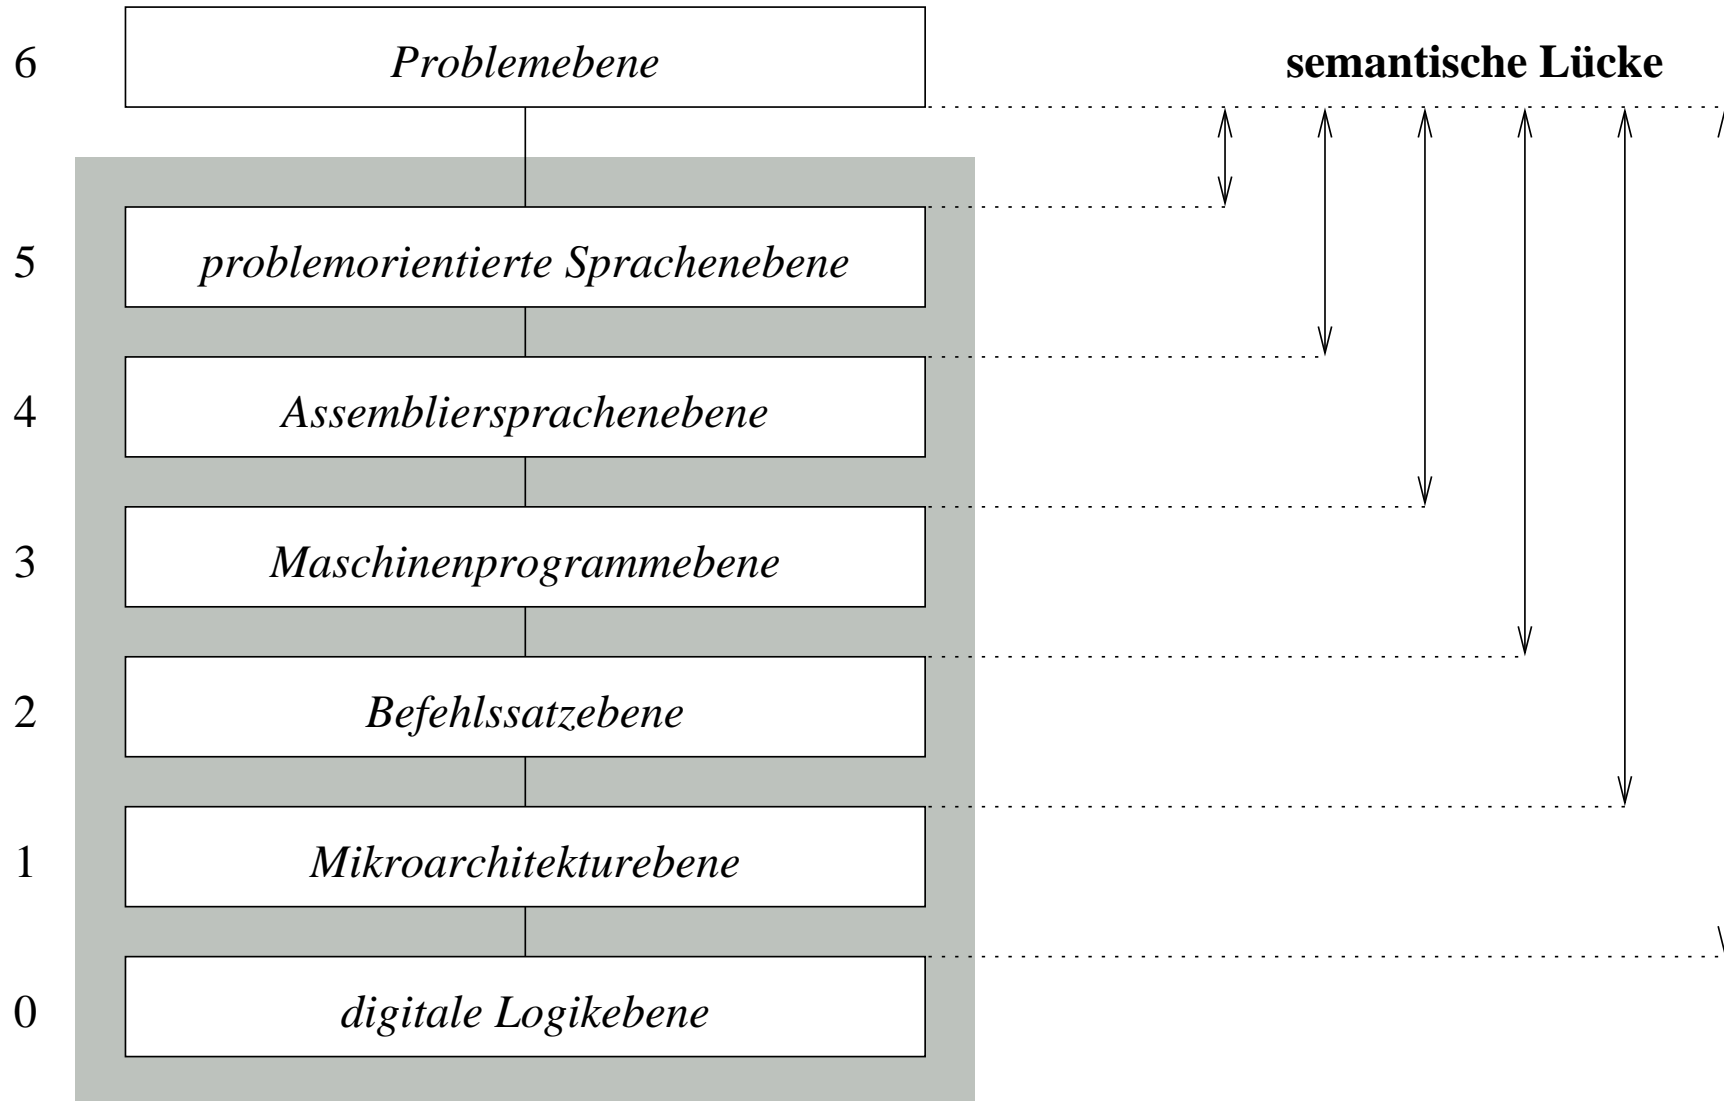 6 Problemebene semantische Lücke
5 problemorientierte Sprachenebene
4 Assembliersprachenebene
3 Maschinenprogrammebene
2 Befehlssatzebene
1 Mikroarchitekturebene
0 digitale Logikebene